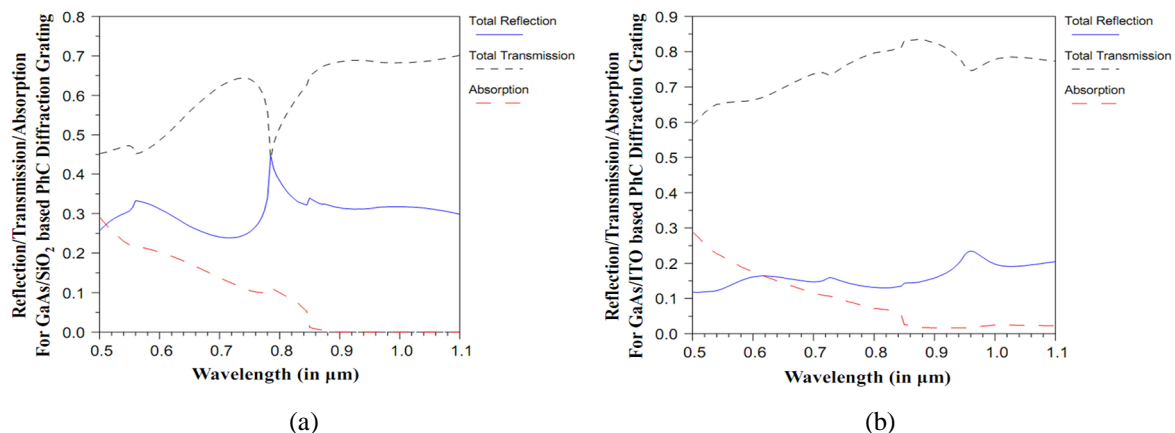 Reflection/Transmission/Absorption
For GaAs/SiO₂ based PhC Diffraction Grating
0.8
0.7
0.6
0.5
0.4
0.3
0.2
0.1
0.0
0.5 0.6 0.7 0.8 0.9 1.0 1.1
Wavelength (in µm)
Total Reflection
Total Transmission
Absorption
(a)
Reflection/Transmission/Absorption
For GaAs/ITO based PhC Diffraction Grating
0.9
0.8
0.7
0.6
0.5
0.4
0.3
0.2
0.1
0.0
0.5 0.6 0.7 0.8 0.9 1.0 1.1
Wavelength (in µm)
Total Reflection
Total Transmission
Absorption
(b)